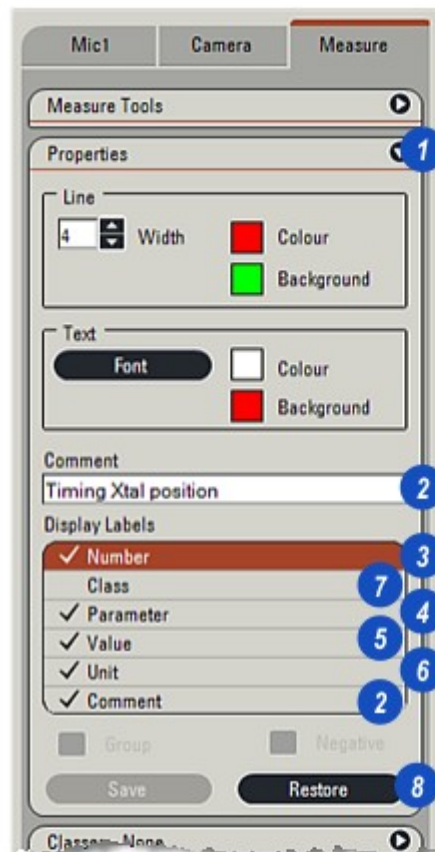 Mic1 Camera Measure
Measure Tools
Properties 1
Line
4 Width Colour
Background
Text
Font Colour
Background
Comment
Timing Xtal position 2
Display Labels
✓ Number 3
Class 7
✓ Parameter 4
✓ Value 5
✓ Unit 6
✓ Comment 2
Group Negative
Save Restore 8
Classes - None